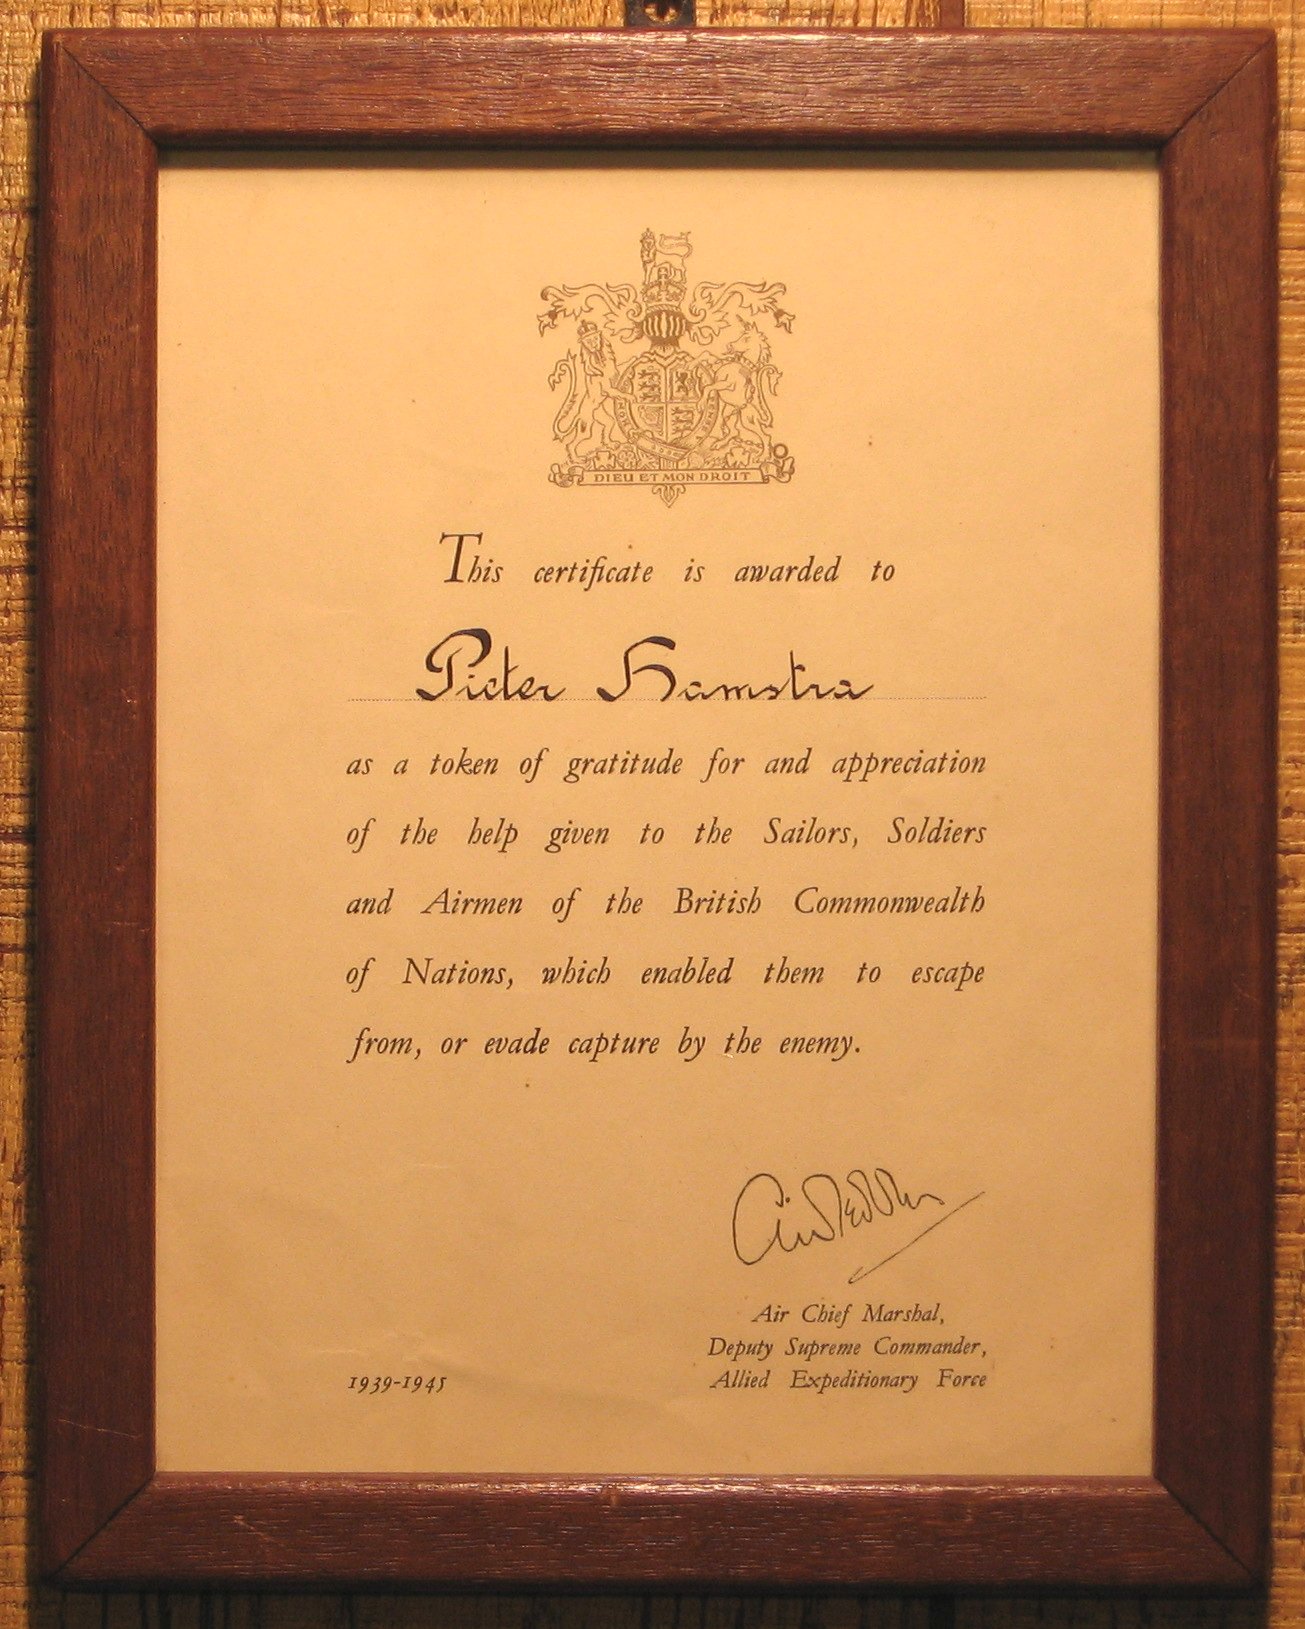 DIEU ET MON DROIT
This certificate is awarded to
Pieter Hamstra
as a token of gratitude for and appreciation
of the help given to the Sailors, Soldiers
and Airmen of the British Commonwealth
of Nations, which enabled them to escape
from, or evade capture by the enemy.
Air Chief Marshal,
Deputy Supreme Commander,
Allied Expeditionary Force
1939-1945